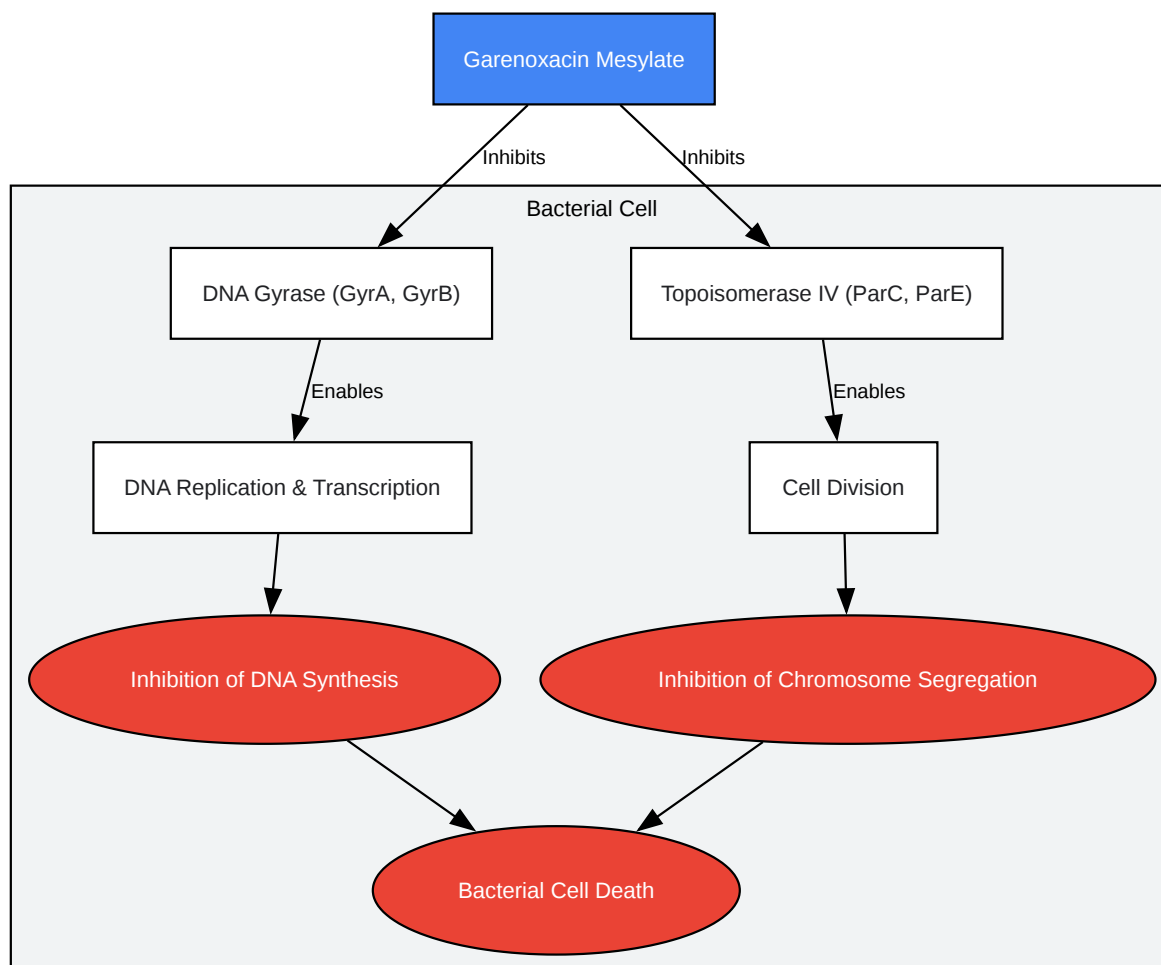 Garenoxacin Mesylate
Inhibits
Inhibits
Bacterial Cell
DNA Gyrase (GyrA, GyrB)
Topoisomerase IV (ParC, ParE)
Enables
Enables
DNA Replication & Transcription
Cell Division
Inhibition of DNA Synthesis
Inhibition of Chromosome Segregation
Bacterial Cell Death